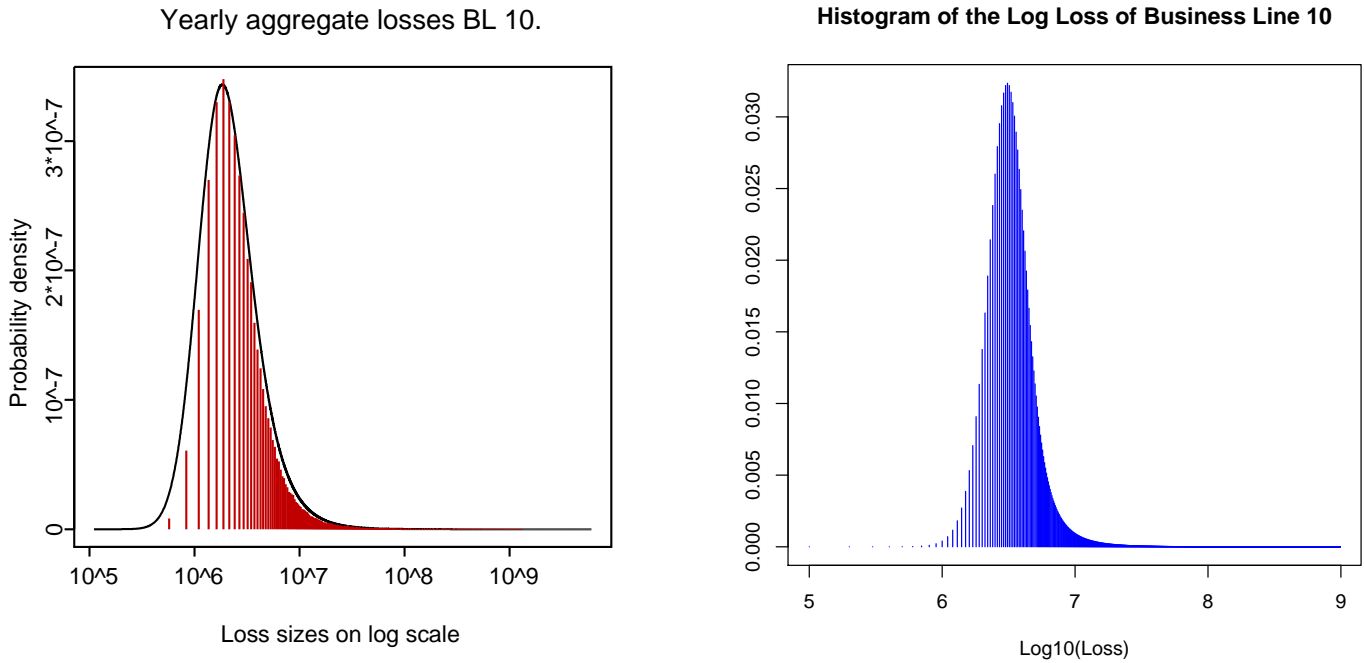 Yearly aggregate losses BL 10.
Probability density
3*10^-7
2*10^-7
10^-7
0
10^5 10^6 10^7 10^8 10^9
Loss sizes on log scale
Histogram of the Log Loss of Business Line 10
0.030
0.025
0.020
0.015
0.010
0.005
0.000
5 6 7 8 9
Log10(Loss)